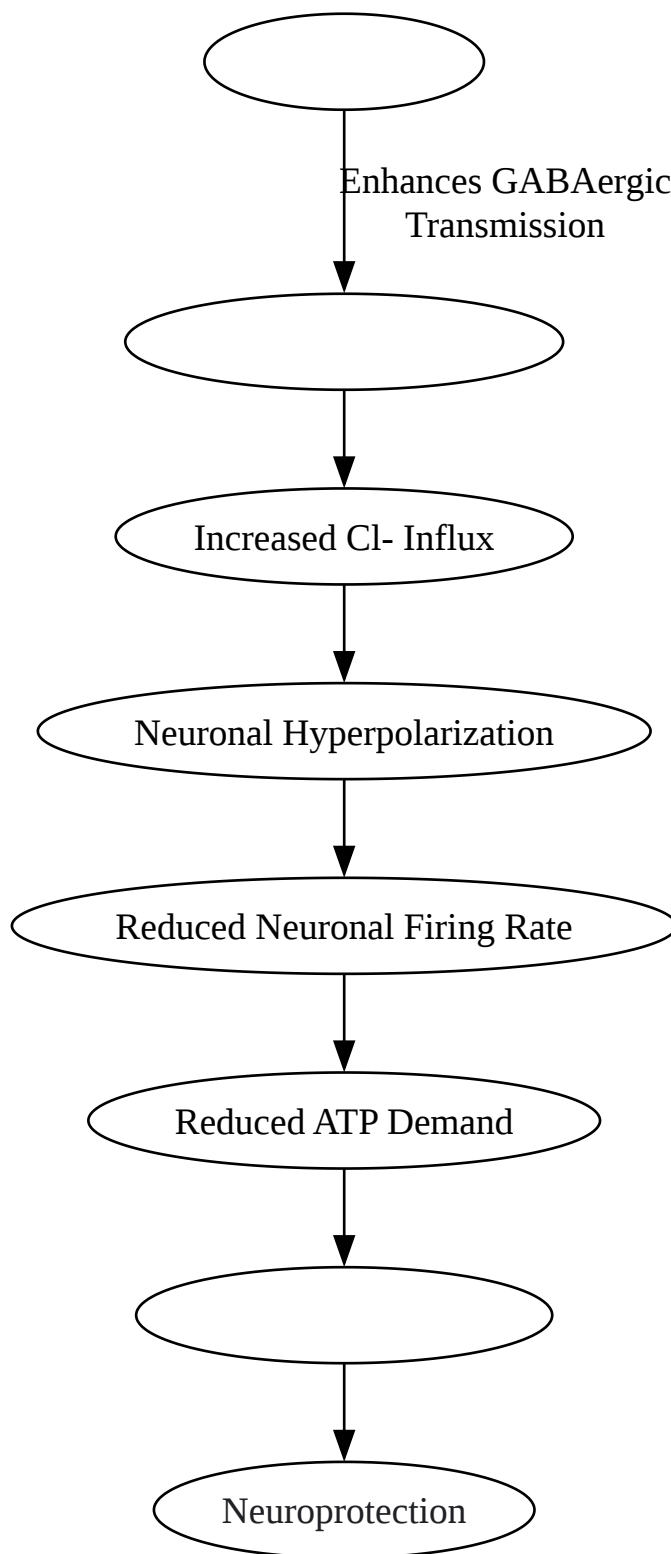 Enhances GABAergic
Transmission
Increased Cl- Influx
Neuronal Hyperpolarization
Reduced Neuronal Firing Rate
Reduced ATP Demand
Neuroprotection